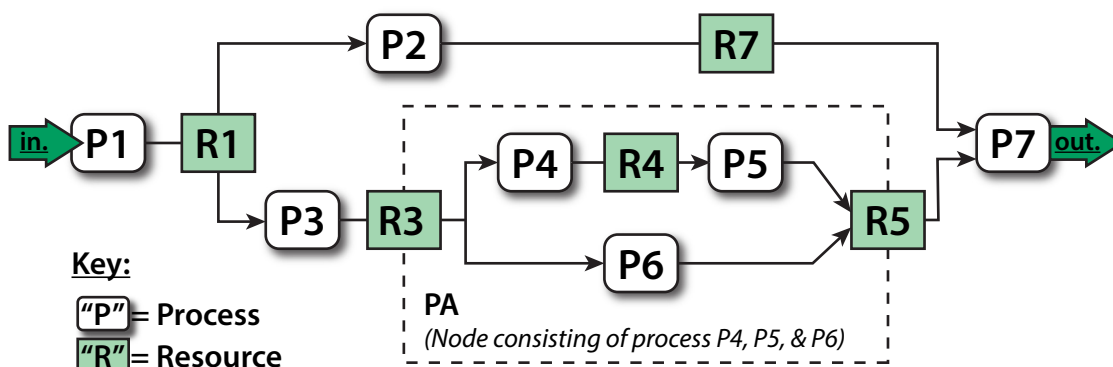 P2
R7
in.
P1
R1
P4
R4
P5
P7
out.
P3
R3
R5
P6
Key:
“P” = Process
“R” = Resource
PA
(Node consisting of process P4, P5, & P6)